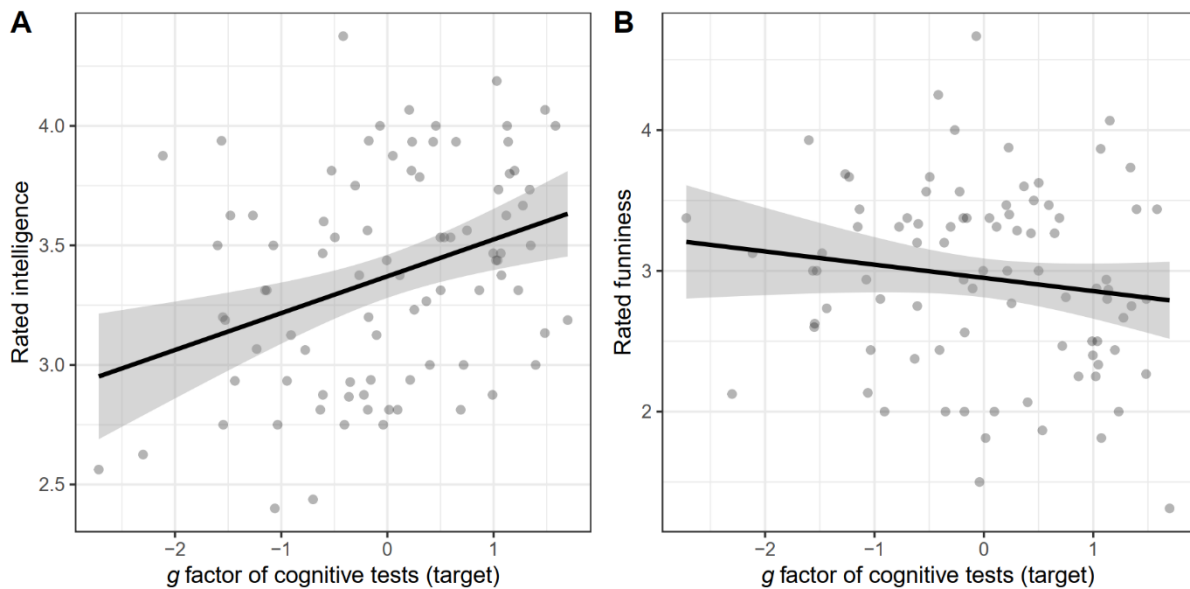 A
Rated intelligence
4.0
3.5
3.0
2.5
−2
−1
0
1
g factor of cognitive tests (target)
B
Rated funniness
4
3
2
−2
−1
0
1
g factor of cognitive tests (target)